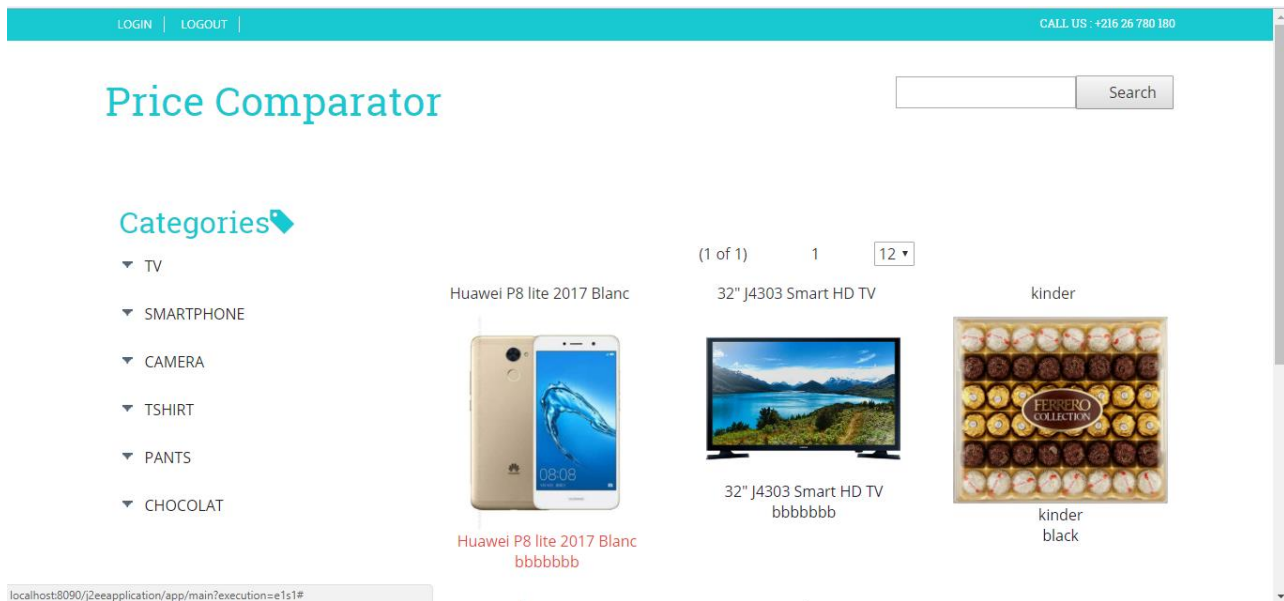 LOGIN | LOGOUT |
CALL US : +216 26 780 180
Price Comparator
Search
Categories
TV
SMARTPHONE
CAMERA
TSHIRT
PANTS
CHOCOLAT
(1 of 1) 1 12
Huawei P8 lite 2017 Blanc
08:08
HUAWEI
Huawei P8 lite 2017 Blanc
bbbbbbb
32" J4303 Smart HD TV
32" J4303 Smart HD TV
bbbbbbb
kinder
FERRERO
COLLECTION
kinder
black
localhost:8090/j2eeapplication/app/main?execution=e1s1#